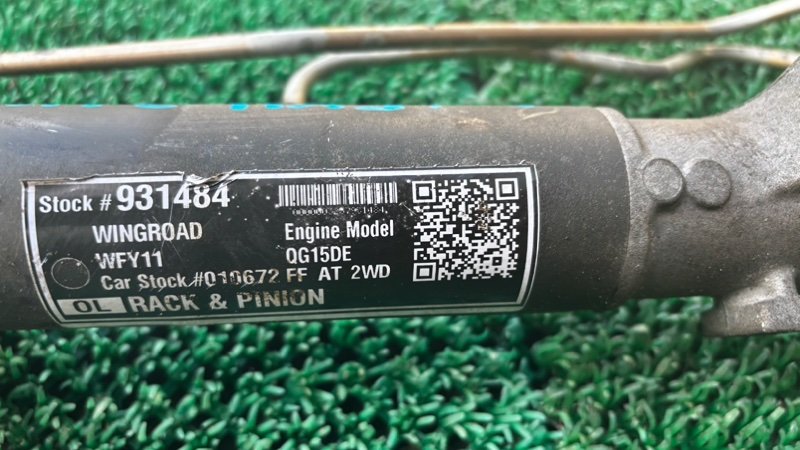 Stock # 931484
WINGROAD
Engine Model
WFY11
QG15DE
Car Stock #010672 FF AT 2WD
OL RACK & PINION